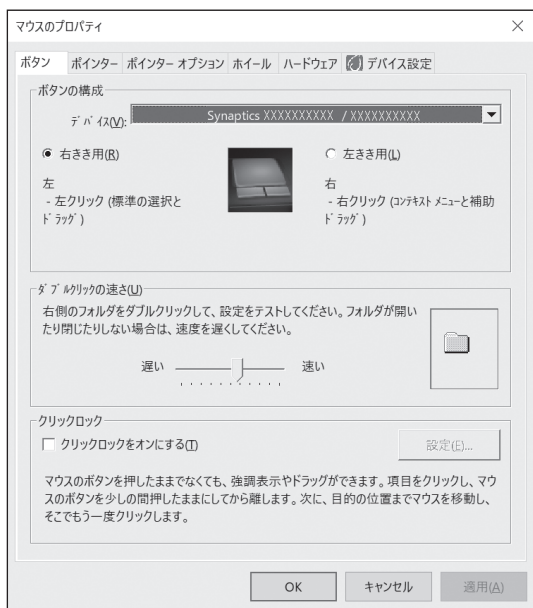 マウスのプロパティ
ボタン ポインター ポインター オプション ホイール ハードウェア デバイス設定
ボタンの構成
ﾃﾞﾊﾞｲｽ(V): Synaptics XXXXXXXXXX / XXXXXXXXXX
右きき用(R) 左きき用(L)
左
- 左クリック (標準の選択と
ﾄﾞﾗｯｸﾞ)
右
- 右クリック (ｺﾝﾃｷｽﾄ ﾒﾆｭｰと補助
ﾄﾞﾗｯｸﾞ)
ﾀﾞﾌﾞﾙｸﾘｯｸの速さ(U)
右側のフォルダをダブルクリックして、設定をテストしてください。フォルダが開い
たり閉じたりしない場合は、速度を遅くしてください。
遅い 速い
クリックロック
クリックロックをオンにする(T) 設定(E)...
マウスのボタンを押したままでなくても、強調表示やドラッグができます。項目をクリックし、マウ
スのボタンを少しの間押したままにしてから離します。次に、目的の位置までマウスを移動し、
そこでもう一度クリックします。
OK キャンセル 適用(A)